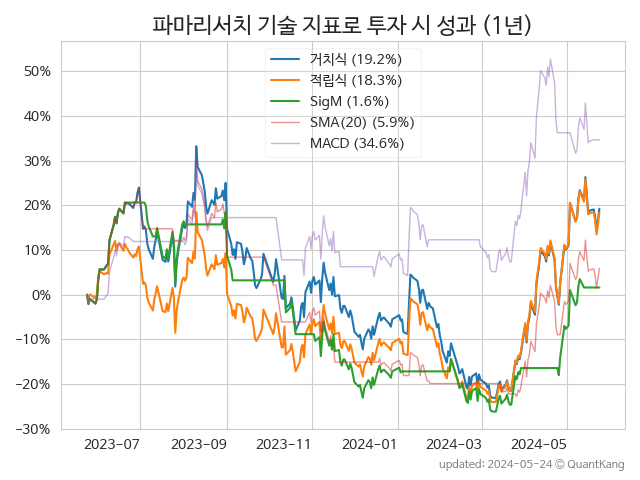 파마리서치 기술 지표로 투자 시 성과 (1년)
거치식 (19.2%)
적립식 (18.3%)
SigM (1.6%)
SMA(20) (5.9%)
MACD (34.6%)
50%
40%
30%
20%
10%
0%
−10%
−20%
−30%
2023-07
2023-09
2023-11
2024-01
2024-03
2024-05
updated: 2024-05-24 © QuantKang